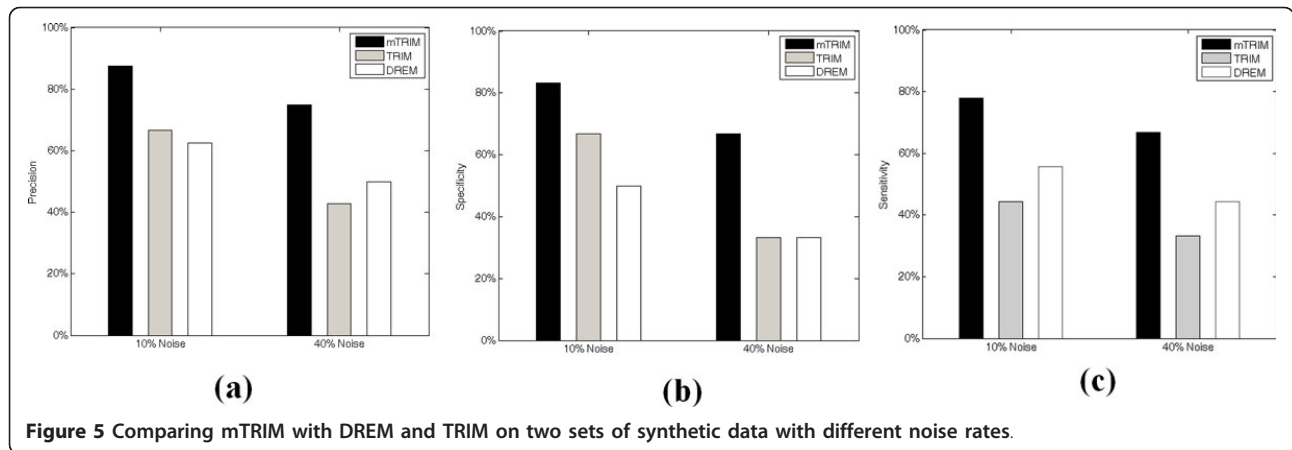 100%
80%
60%
40%
20%
0%
Precision
10% Noise
40% Noise
mTRIM
TRIM
DREM
(a)
100%
80%
60%
40%
20%
0%
Specificity
10% Noise
40% Noise
mTRIM
TRIM
DREM
(b)
100%
80%
60%
40%
20%
0%
Sensitivity
10% Noise
40% Noise
mTRIM
TRIM
DREM
(c)
Figure 5 Comparing mTRIM with DREM and TRIM on two sets of synthetic data with different noise rates.